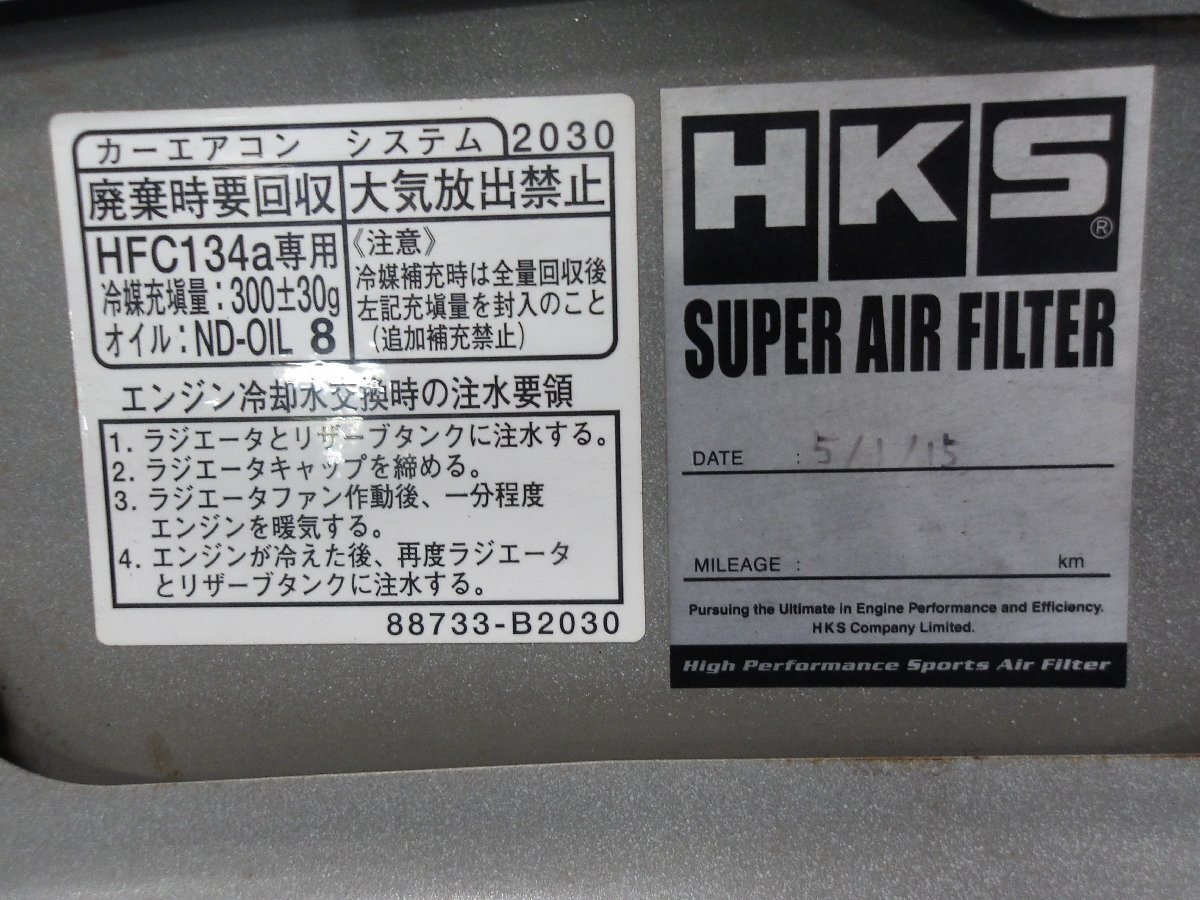 カーエアコン システム 2030
廃棄時要回収
大気放出禁止
HFC134a専用
冷媒充填量：300±30g
オイル：ND-OIL 8
《注意》
冷媒補充時は全量回収後
左記充填量を封入のこと
（追加補充禁止）
エンジン冷却水交換時の注水要領
1. ラジエータとリザーブタンクに注水する。
2. ラジエータキャップを締める。
3. ラジエータファン作動後、一分程度
エンジンを暖気する。
4. エンジンが冷えた後、再度ラジエータ
とリザーブタンクに注水する。
88733-B2030
HKS®
SUPER AIR FILTER
DATE : 5/1/15
MILEAGE : km
Pursuing the Ultimate in Engine Performance and Efficiency.
HKS Company Limited.
High Performance Sports Air Filter